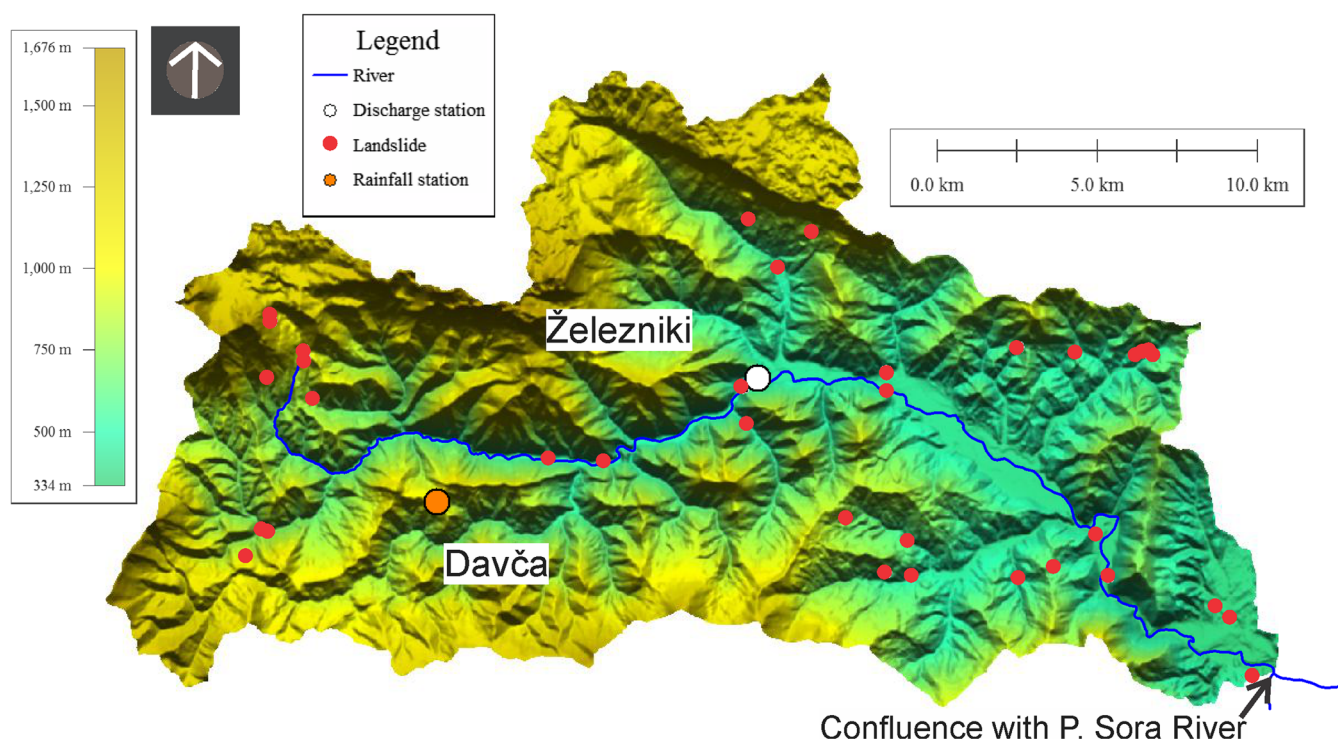 1,676 m
1,500 m
1,250 m
1,000 m
750 m
500 m
334 m
Legend
River
Discharge station
Landslide
Rainfall station
0.0 km 5.0 km 10.0 km
Železniki
Davča
Confluence with P. Sora River